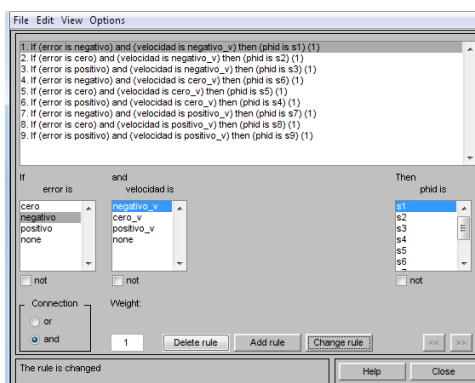 File Edit View Options
1. If (error is negativo) and (velocidad is negativo_v) then (phid is s1) (1)
2. If (error is cero) and (velocidad is negativo_v) then (phid is s2) (1)
3. If (error is positivo) and (velocidad is negativo_v) then (phid is s3) (1)
4. If (error is negativo) and (velocidad is cero_v) then (phid is s6) (1)
5. If (error is cero) and (velocidad is cero_v) then (phid is s5) (1)
6. If (error is positivo) and (velocidad is cero_v) then (phid is s4) (1)
7. If (error is negativo) and (velocidad is positivo_v) then (phid is s7) (1)
8. If (error is cero) and (velocidad is positivo_v) then (phid is s8) (1)
9. If (error is positivo) and (velocidad is positivo_v) then (phid is s9) (1)
If and Then
error is velocidad is phid is
cero negativo_v s1
negativo cero_v s2
positivo positivo_v s3
none none s4
s5
s6
not not not
Connection Weight:
or
and 1 Delete rule Add rule Change rule << >>
The rule is changed Help Close